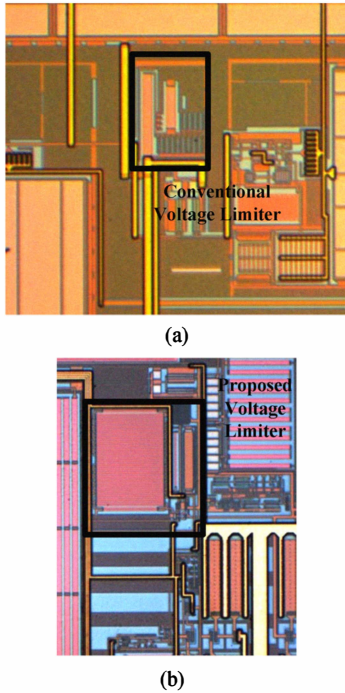 Conventional
Voltage Limiter
(a)
Proposed
Voltage
Limiter
(b)